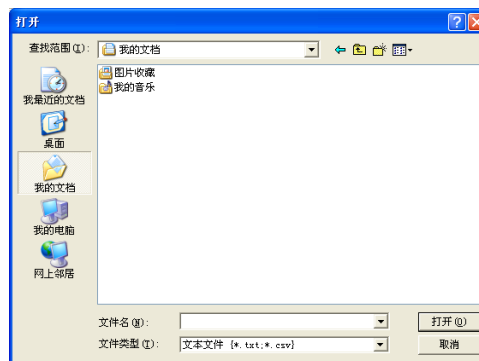 打开
查找范围(I):
我的文档
图片收藏
我的音乐
我最近的文档
桌面
我的文档
我的电脑
网上邻居
文件名(N):
打开(O)
文件类型(T):
文本文件 {*.txt;*.csv}
取消